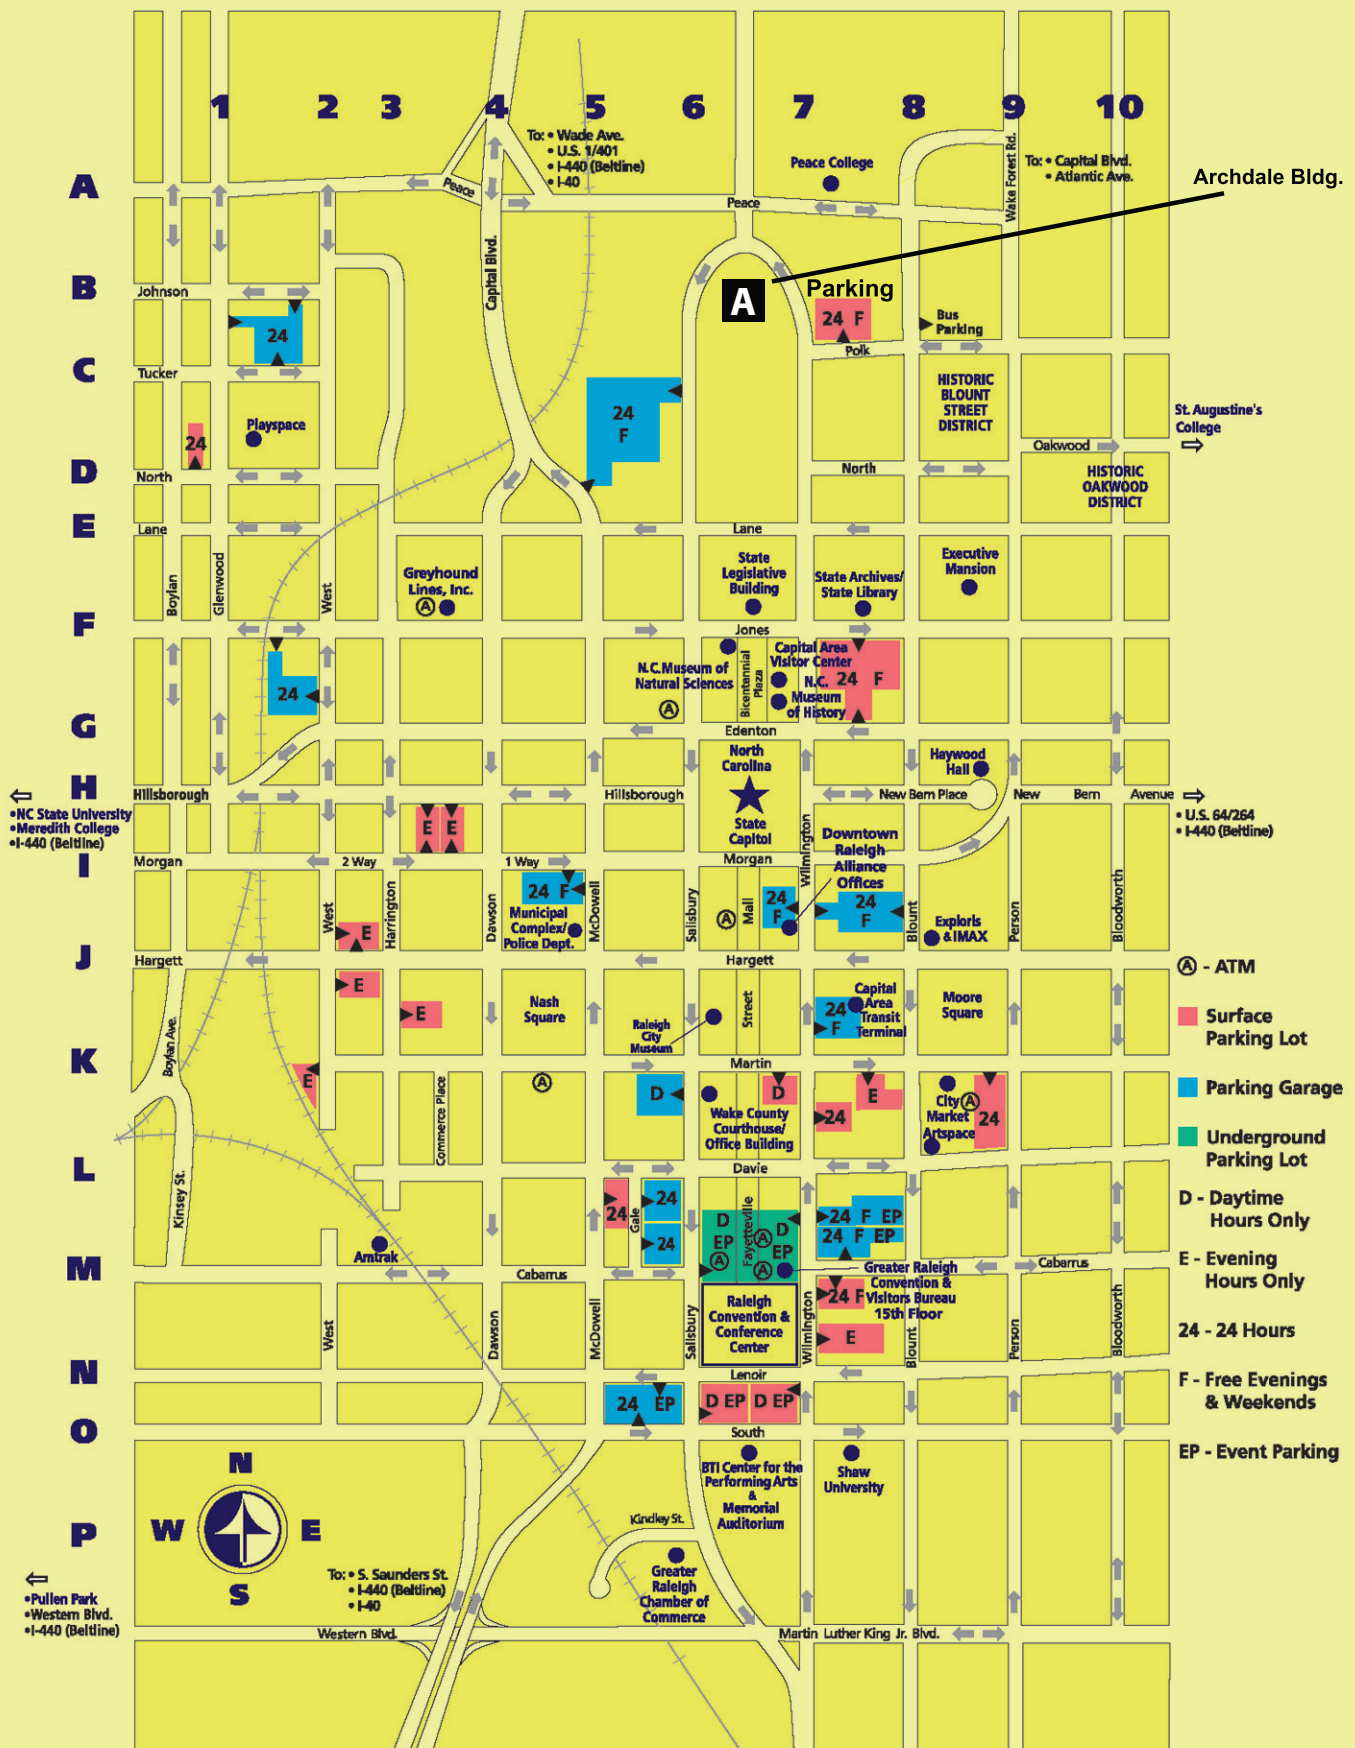 1 2 3 4 5 6 7 8 9 10
To: • Wade Ave.
• U.S. 1/401
• I-440 (Beltline)
• I-40
Peace College
Wake Forest Rd.
To: • Capital Blvd.
• Atlantic Ave.
Archdale Bldg.
A
Peace
Peace
Capital Blvd.
B
Johnson
A
Parking
24
24 F
Bus
Parking
Polk
C
Tucker
24
F
HISTORIC
BLOUNT
STREET
DISTRICT
St. Augustine's
College
24
Playspace
Oakwood
D
North
North
HISTORIC
OAKWOOD
DISTRICT
E
Lane
Lane
Boylan
Glenwood
West
Greyhound
Lines, Inc.
A
State
Legislative
Building
State Archives/
State Library
Executive
Mansion
F
Jones
N.C. Museum of
Natural Sciences
A
Bicentennial
Plaza
Capital Area
Visitor Center
N.C.
Museum
of History
24 F
24
G
Edenton
North
Carolina
State
Capitol
Haywood
Hall
H
Hillsborough
Hillsborough
New Bern Place
New Bern Avenue
• NC State University
• Meredith College
• I-440 (Beltline)
• U.S. 64/264
• I-440 (Beltline)
E E
Wilmington
Downtown
Raleigh
Alliance
Offices
I
Morgan
2 Way
1 Way
Morgan
West
Harrington
Dawson
24 F
Municipal
Complex/
Police Dept.
McDowell
Salisbury
A
Mall
24
F
24
F
Blount
Exploris
& IMAX
Person
Bloodworth
E
J
Hargett
Hargett
A - ATM
E
E
Boylan Ave.
Nash
Square
Raleigh
City
Museum
Street
24
F
Capital
Area
Transit
Terminal
Moore
Square
Surface
Parking Lot
K
Martin
E
Commerce Place
A
D
D
Wake County
Courthouse/
Office Building
E
24
City
Market
Artspace
A
24
Parking Garage
Underground
Parking Lot
L
Davie
Kinsey St.
24
Gale
24
24
D
EP
A
Fayetteville
A
D
EP
A
24 F EP
24 F EP
D - Daytime
Hours Only
Amtrak
M
Cabarrus
Cabarrus
Greater Raleigh
Convention &
Visitors Bureau
15th Floor
E - Evening
Hours Only
West
Dawson
McDowell
Salisbury
Raleigh
Convention &
Conference
Center
Wilmington
24 F
E
Blount
Person
Bloodworth
24 - 24 Hours
N
Lenoir
24 EP
D EP D EP
F - Free Evenings
& Weekends
O
South
EP - Event Parking
N
W E
S
BTI Center for the
Performing Arts
&
Memorial
Auditorium
Shaw
University
P
Kindley St.
Greater
Raleigh
Chamber of
Commerce
To: • S. Saunders St.
• I-440 (Beltline)
• I-40
• Pullen Park
• Western Blvd.
• I-440 (Beltline)
Western Blvd.
Martin Luther King Jr. Blvd.